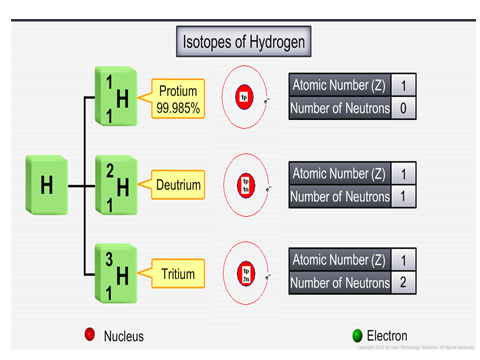 Isotopes of Hydrogen
H
1
1
H
Protium
99.985%
1p
e⁻
Atomic Number (Z) 1
Number of Neutrons 0
2
1
H
Deutrium
1p
1n
e⁻
Atomic Number (Z) 1
Number of Neutrons 1
3
1
H
Tritium
1p
2n
e⁻
Atomic Number (Z) 1
Number of Neutrons 2
Nucleus
Electron